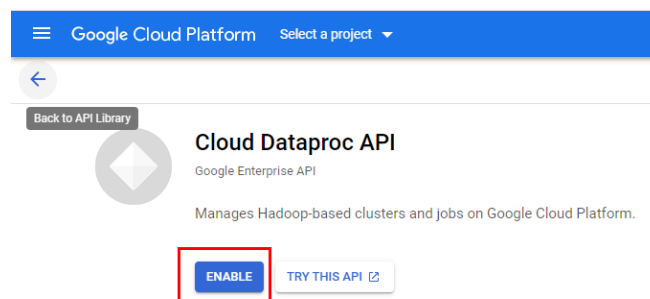 Google Cloud Platform Select a project
Back to API Library
Cloud Dataproc API
Google Enterprise API
Manages Hadoop-based clusters and jobs on Google Cloud Platform.
ENABLE TRY THIS API